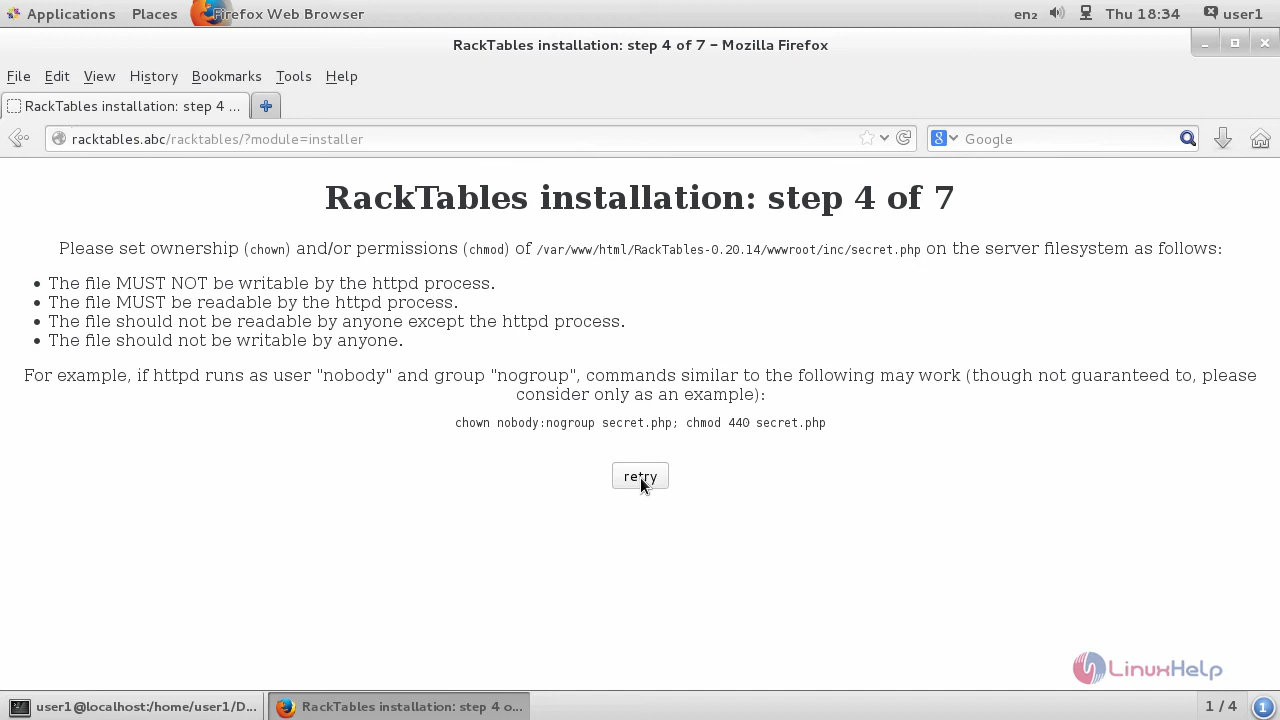 Applications Places Firefox Web Browser en₂ Thu 18:34 user1
RackTables installation: step 4 of 7 – Mozilla Firefox
File Edit View History Bookmarks Tools Help
RackTables installation: step 4 ...
racktables.abc/racktables/?module=installer
Google
RackTables installation: step 4 of 7
Please set ownership (chown) and/or permissions (chmod) of /var/www/html/RackTables-0.20.14/wwwroot/inc/secret.php on the server filesystem as follows:
• The file MUST NOT be writable by the httpd process.
• The file MUST be readable by the httpd process.
• The file should not be readable by anyone except the httpd process.
• The file should not be writable by anyone.
For example, if httpd runs as user "nobody" and group "nogroup", commands similar to the following may work (though not guaranteed to, please
consider only as an example):
chown nobody:nogroup secret.php; chmod 440 secret.php
retry
LinuxHelp
user1@localhost:/home/user1/D... RackTables installation: step 4 o... 1 / 4 1